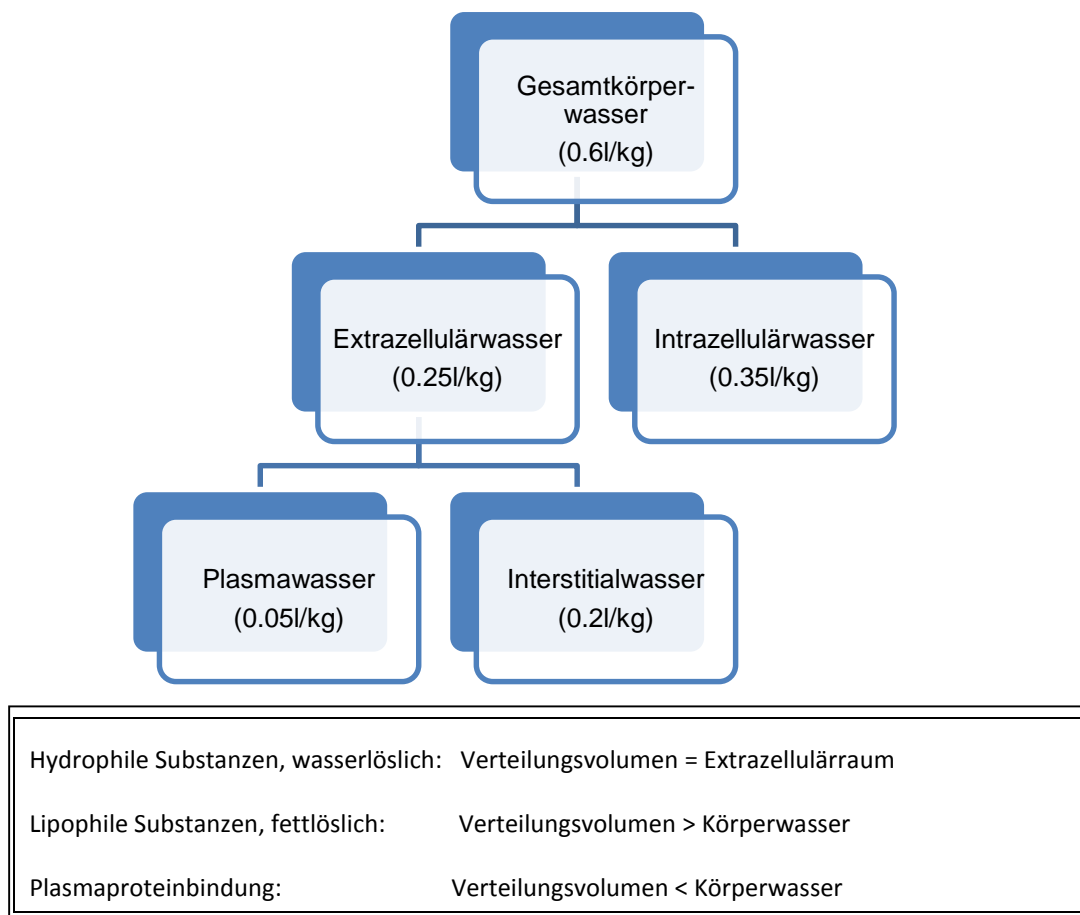 Gesamtkörper-
wasser
(0.6l/kg)
Extrazellulärwasser
(0.25l/kg)
Intrazellulärwasser
(0.35l/kg)
Plasmawasser
(0.05l/kg)
Interstitialwasser
(0.2l/kg)
Hydrophile Substanzen, wasserlöslich: Verteilungsvolumen = Extrazellulärraum
Lipophile Substanzen, fettlöslich: Verteilungsvolumen > Körperwasser
Plasmaproteinbindung: Verteilungsvolumen < Körperwasser